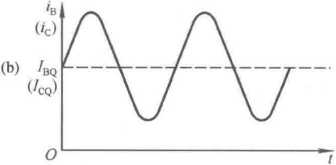 i_B
(i_C)
(b) I_BQ
(I_CQ)
O
t